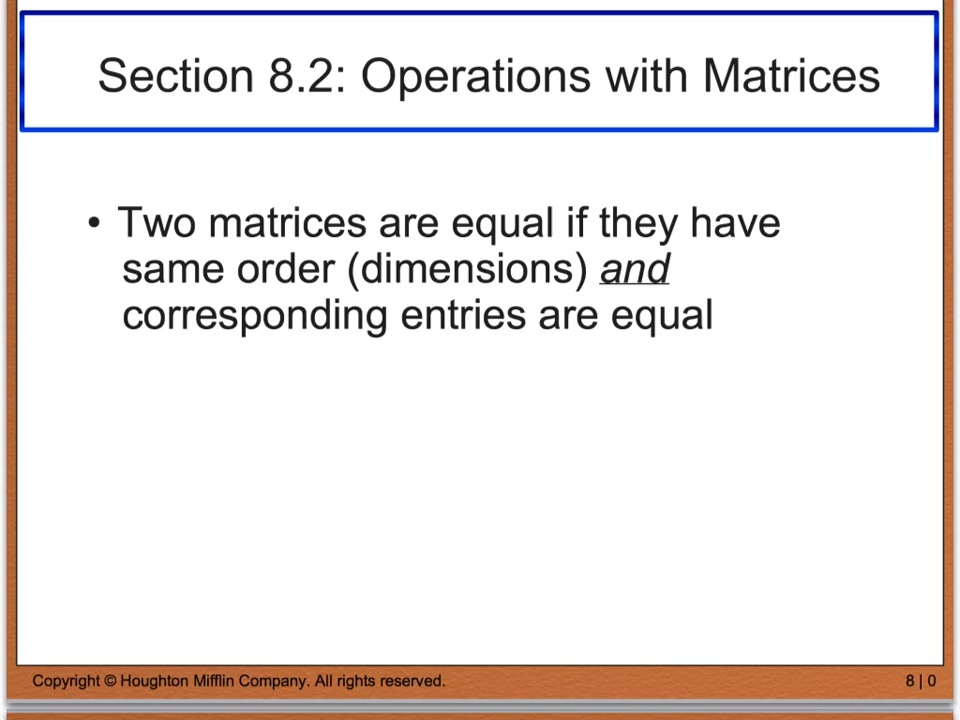 Section 8.2: Operations with Matrices
• Two matrices are equal if they have
same order (dimensions) and
corresponding entries are equal
Copyright © Houghton Mifflin Company. All rights reserved.
8 | 0